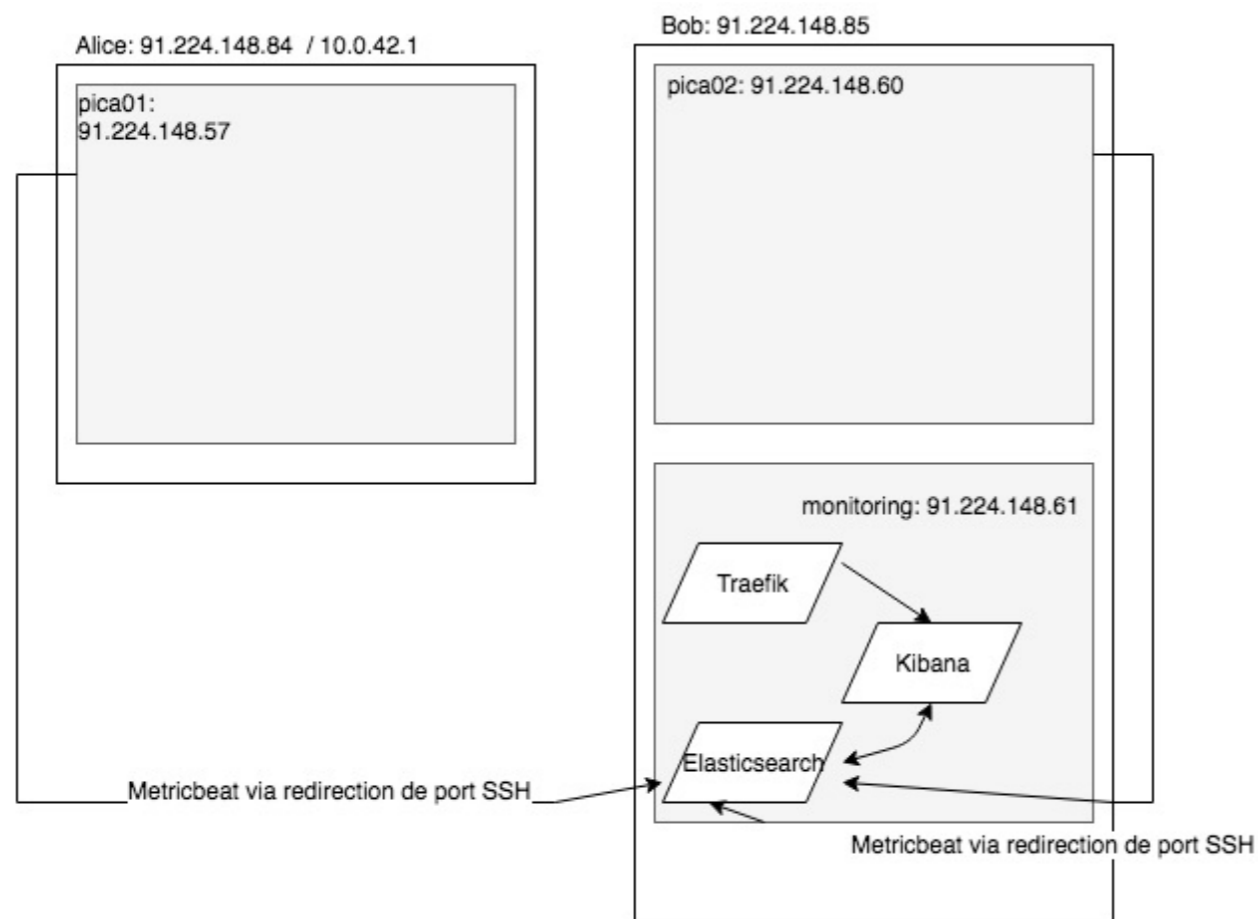 Alice: 91.224.148.84 / 10.0.42.1
pica01:
91.224.148.57
Bob: 91.224.148.85
pica02: 91.224.148.60
monitoring: 91.224.148.61
Traefik
Kibana
Elasticsearch
Metricbeat via redirection de port SSH
Metricbeat via redirection de port SSH